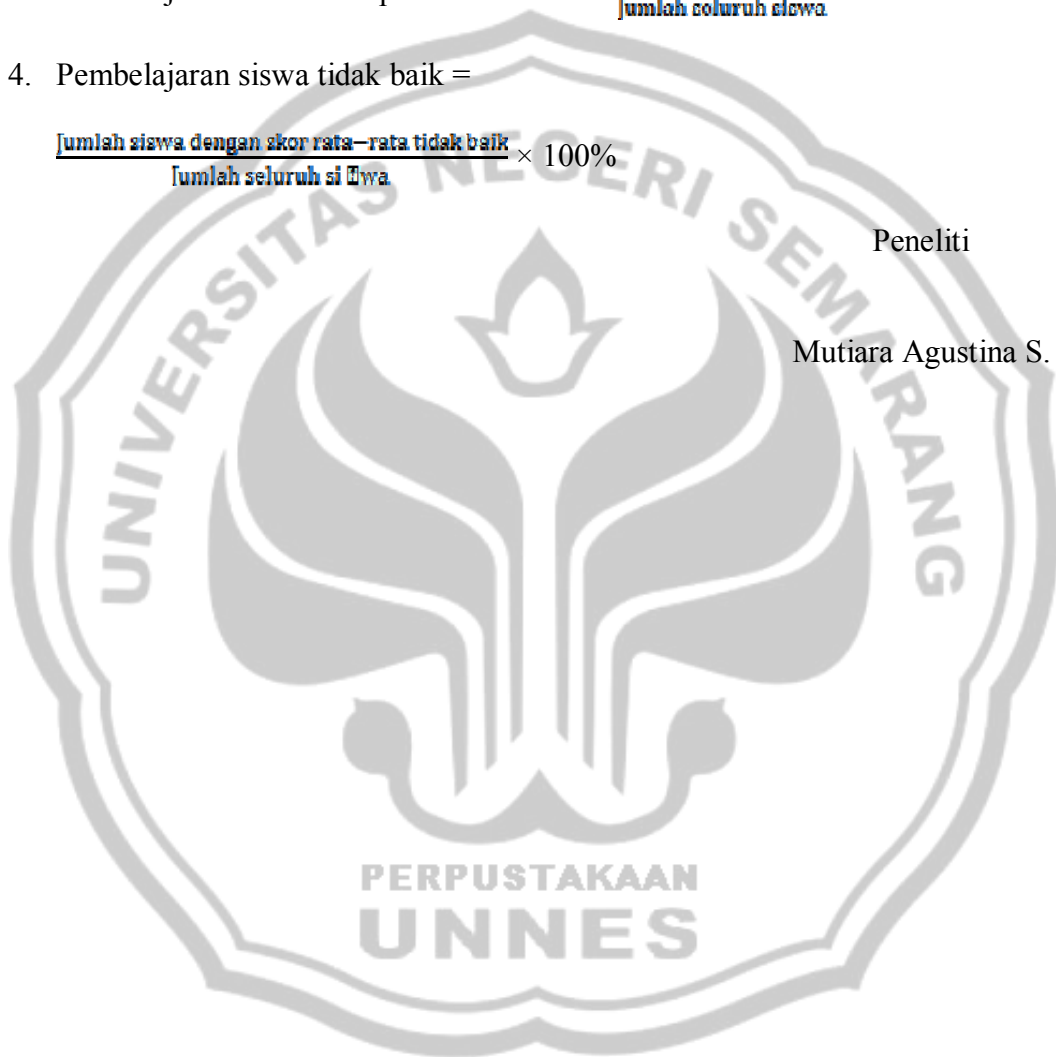 Jumlah seluruh siswa
4. Pembelajaran siswa tidak baik =
Jumlah siswa dengan skor rata−rata tidak baik × 100%
Jumlah seluruh si wa
Peneliti
Mutiara Agustina S.
UNIVERSITAS NEGERI SEMARANG
PERPUSTAKAAN
UNNES